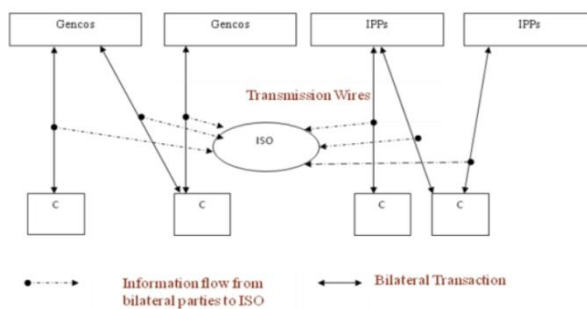 Gencos
Gencos
IPPs
IPPs
Transmission Wires
ISO
C
C
C
C
Information flow from
bilateral parties to ISO
Bilateral Transaction